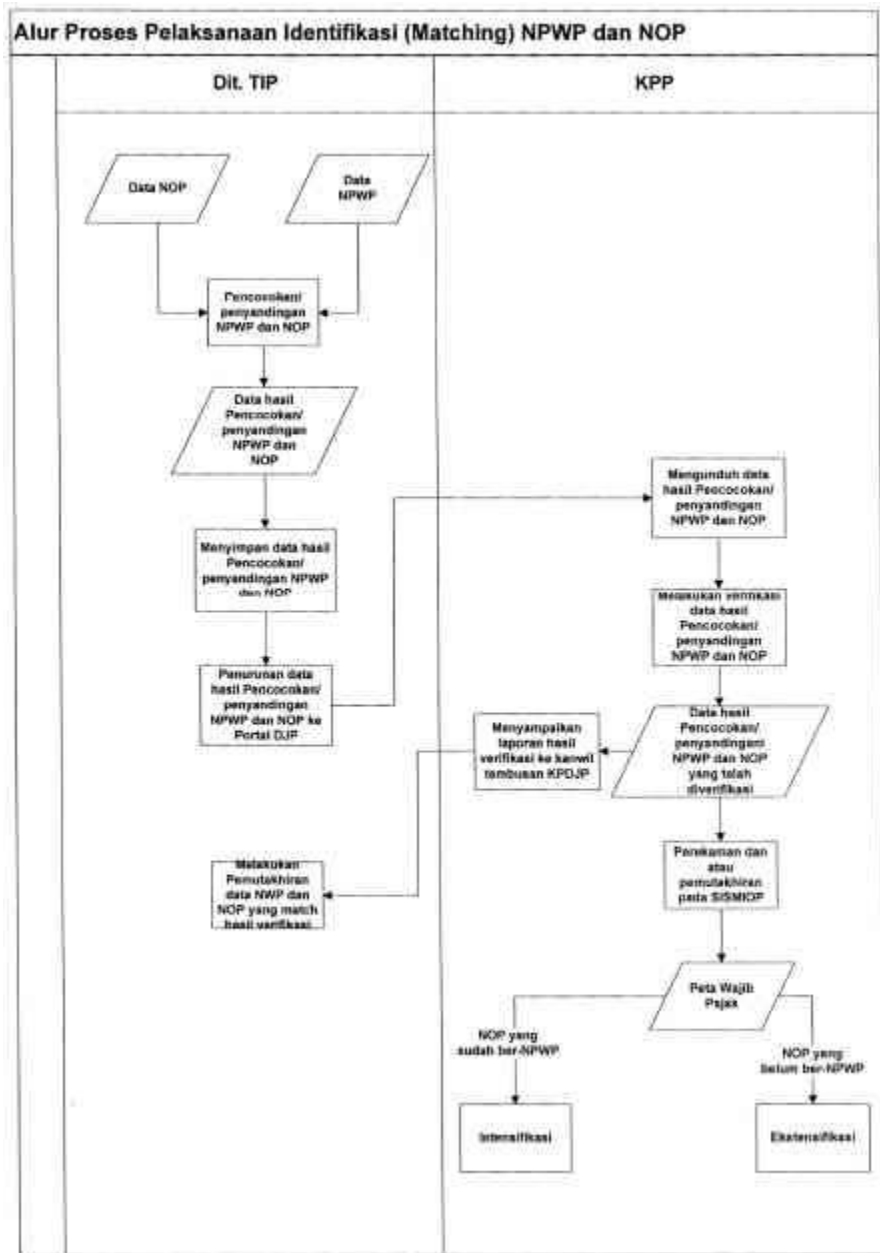 Alur Proses Pelaksanaan Identifikasi (Matching) NPWP dan NOP
Dit. TIP
KPP
Data NOP
Data
NPWP
Pencocokan/
penyandingan
NPWP dan NOP
Data hasil
Pencocokan/
penyandingan
NPWP dan
NOP
Menyimpan data hasil
Pencocokan/
penyandingan NPWP
dan NOP
Penurunan data
hasil Pencocokan/
penyandingan
NPWP dan NOP ke
Portal DJP
Mengunduh data
hasil Pencocokan/
penyandingan
NPWP dan NOP
Melakukan verifikasi
data hasil
Pencocokan/
penyandingan
NPWP dan NOP
Data hasil
Pencocokan/
penyandingani
NPWP dan NOP
yang telah
diverifikasi
Menyampaikan
laporan hasil
verifikasi ke kanwil
tembusan KPDJP
Melakukan
Pemutakhiran
data NWP dan
NOP yang match
hasil verifikasi
Perekaman dan
atau
pemutakhiran
pada SISMIOP
Peta Wajib
Pajak
NOP yang
sudah ber-NPWP
NOP yang
belum ber-NPWP
Intensifikasi
Ekstensifikasi